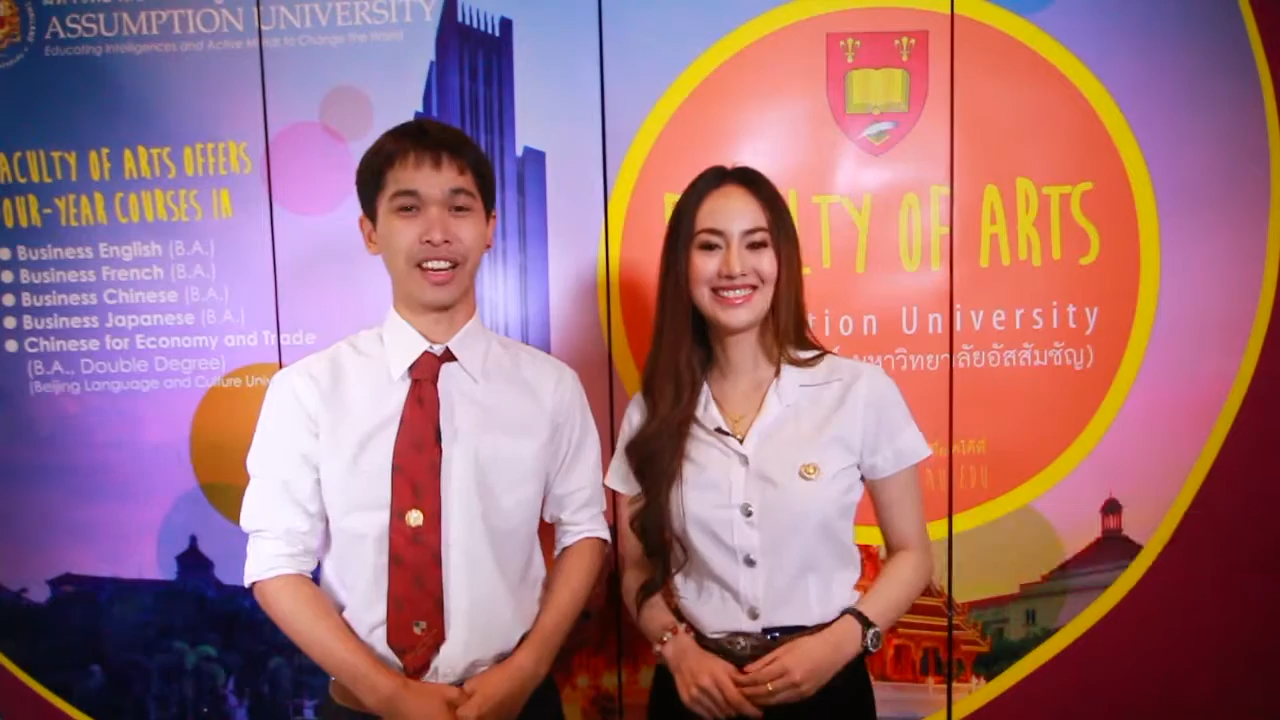 ASSUMPTION UNIVERSITY
Educating Intelligences and Active Minds to Change the World
ACULTY OF ARTS OFFERS
OUR-YEAR COURSES IN
● Business English (B.A.)
● Business French (B.A.)
● Business Chinese (B.A.)
● Business Japanese (B.A.)
● Chinese for Economy and Trade
(B.A., Double Degree)
(Beijing Language and Culture Univ
LTY OF ARTS
tion University
มหาวิทยาลัยอัสสัมชัญ)